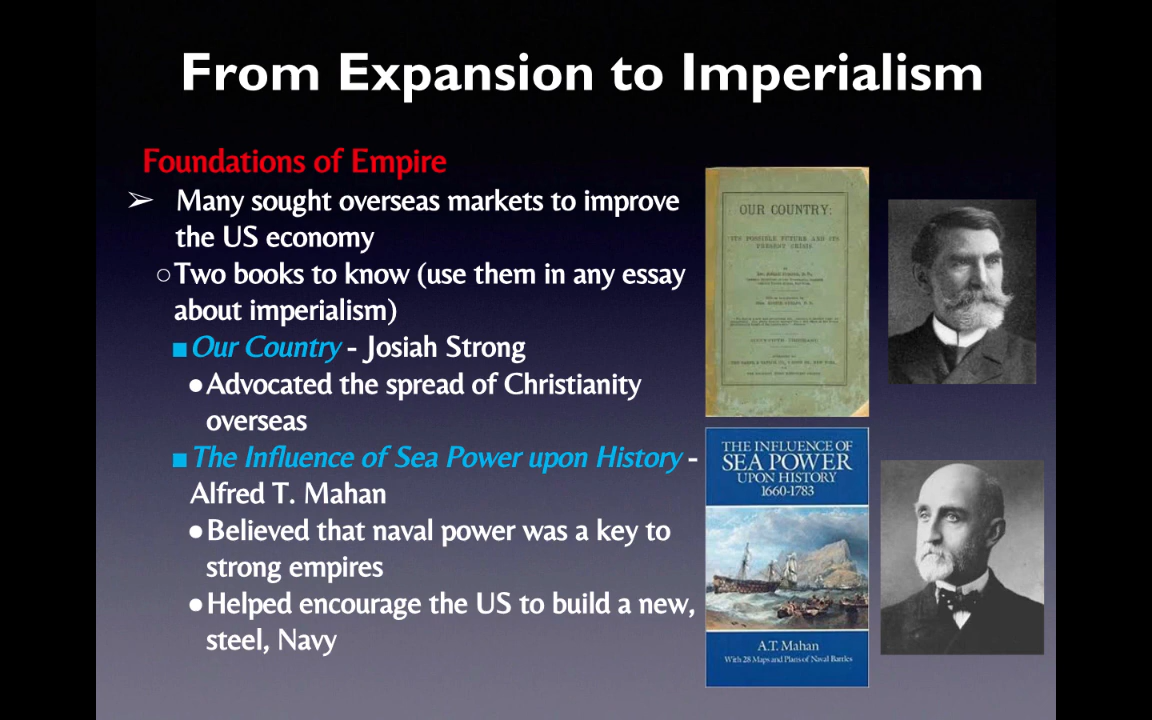 From Expansion to Imperialism
Foundations of Empire
➢ Many sought overseas markets to improve
the US economy
○Two books to know (use them in any essay
about imperialism)
■Our Country - Josiah Strong
●Advocated the spread of Christianity
overseas
■The Influence of Sea Power upon History -
Alfred T. Mahan
●Believed that naval power was a key to
strong empires
●Helped encourage the US to build a new,
steel, Navy
OUR COUNTRY:
ITS POSSIBLE FUTURE AND ITS
PRESENT CRISIS
THE INFLUENCE OF
SEA POWER
UPON HISTORY
1660-1783
A.T. Mahan
With 28 Maps and Plans of Naval Battles